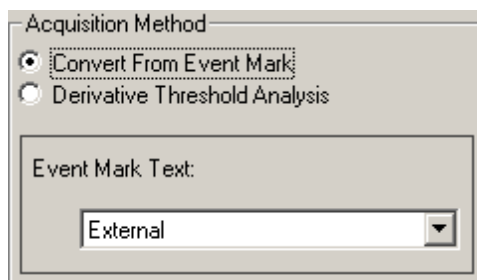 Acquisition Method
Convert From Event Mark
Derivative Threshold Analysis
Event Mark Text:
External